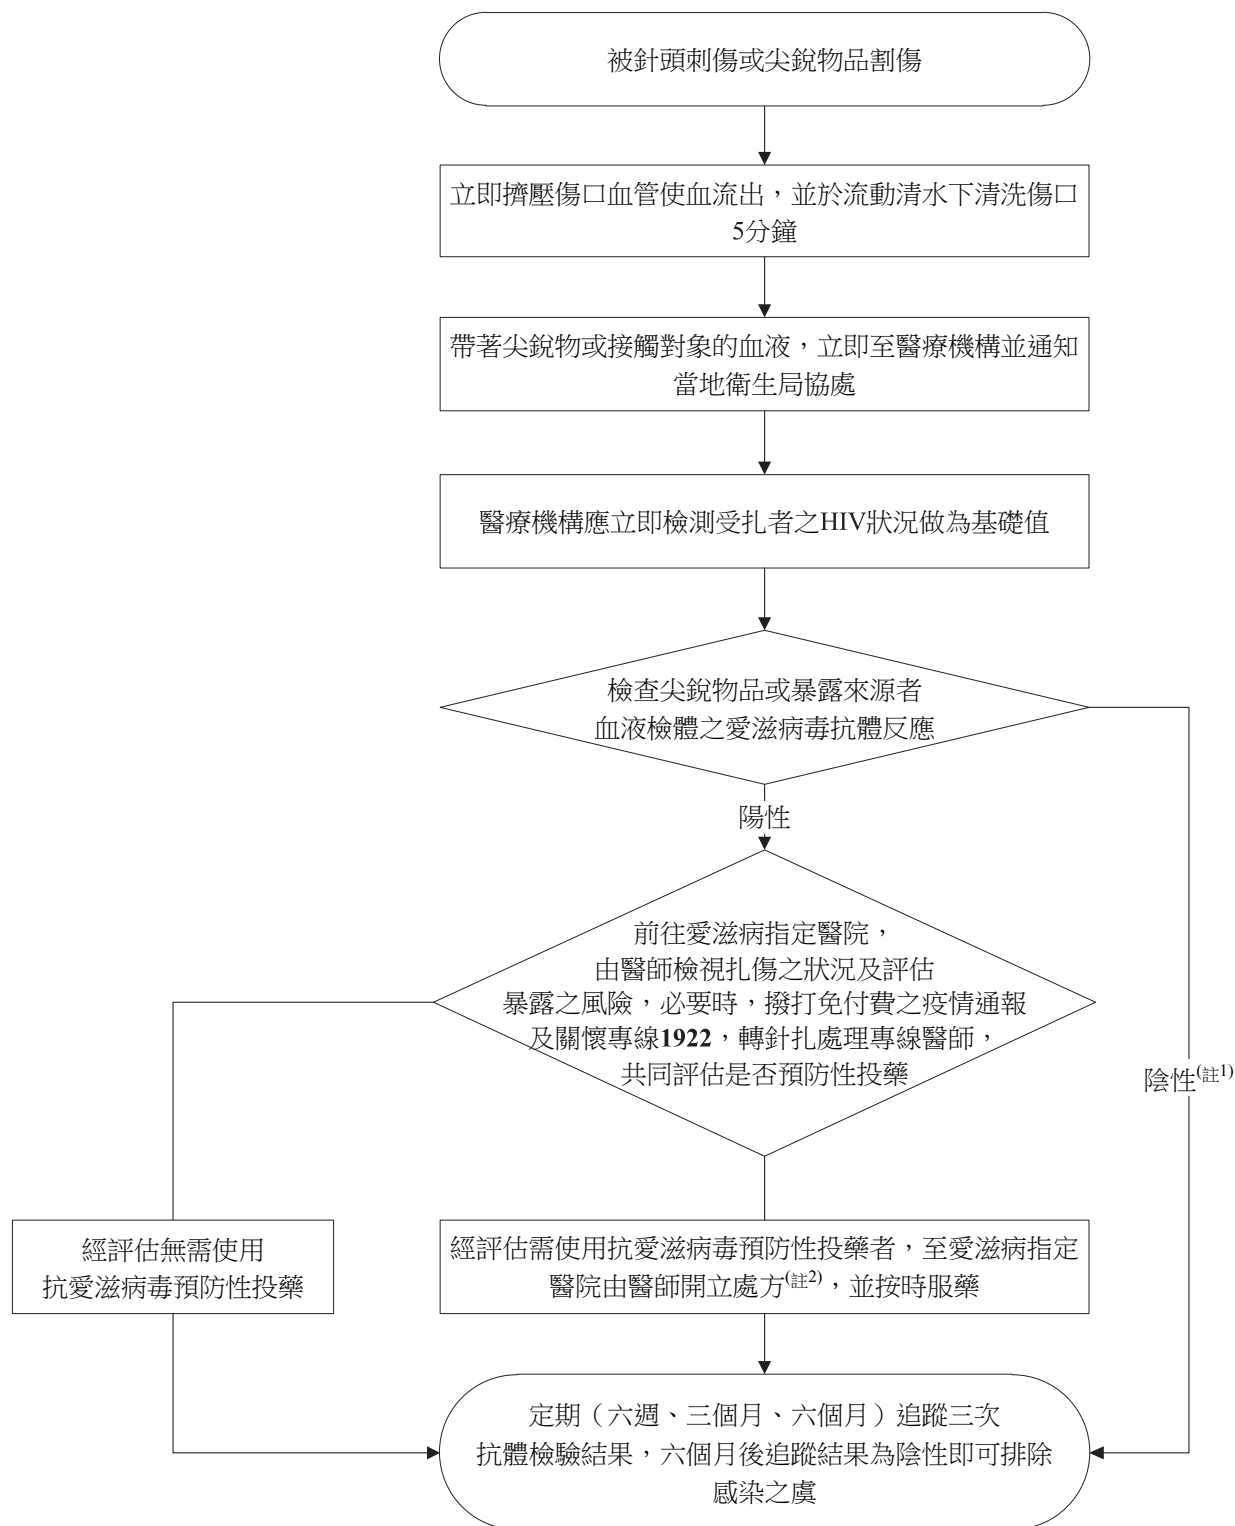 被針頭刺傷或尖銳物品割傷
立即擠壓傷口血管使血流出，並於流動清水下清洗傷口
5分鐘
帶著尖銳物或接觸對象的血液，立即至醫療機構並通知
當地衛生局協處
醫療機構應立即檢測受扎者之HIV狀況做為基礎值
檢查尖銳物品或暴露來源者
血液檢體之愛滋病毒抗體反應
陽性
前往愛滋病指定醫院，
由醫師檢視扎傷之狀況及評估
暴露之風險，必要時，撥打免付費之疫情通報
及關懷專線1922，轉針扎處理專線醫師，
共同評估是否預防性投藥
陰性(註1)
經評估無需使用
抗愛滋病毒預防性投藥
經評估需使用抗愛滋病毒預防性投藥者，至愛滋病指定
醫院由醫師開立處方(註2)，並按時服藥
定期（六週、三個月、六個月）追蹤三次
抗體檢驗結果，六個月後追蹤結果為陰性即可排除
感染之虞